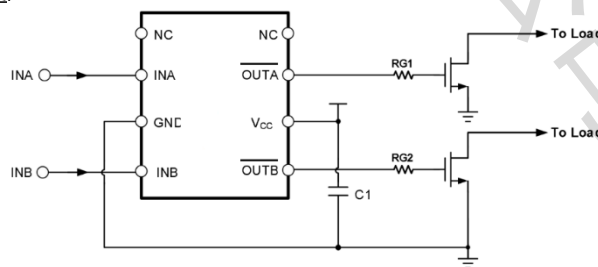 NC NC
To Load
INA INA OUTA RG1
GND VCC
To Load
INB INB OUTB RG2
C1